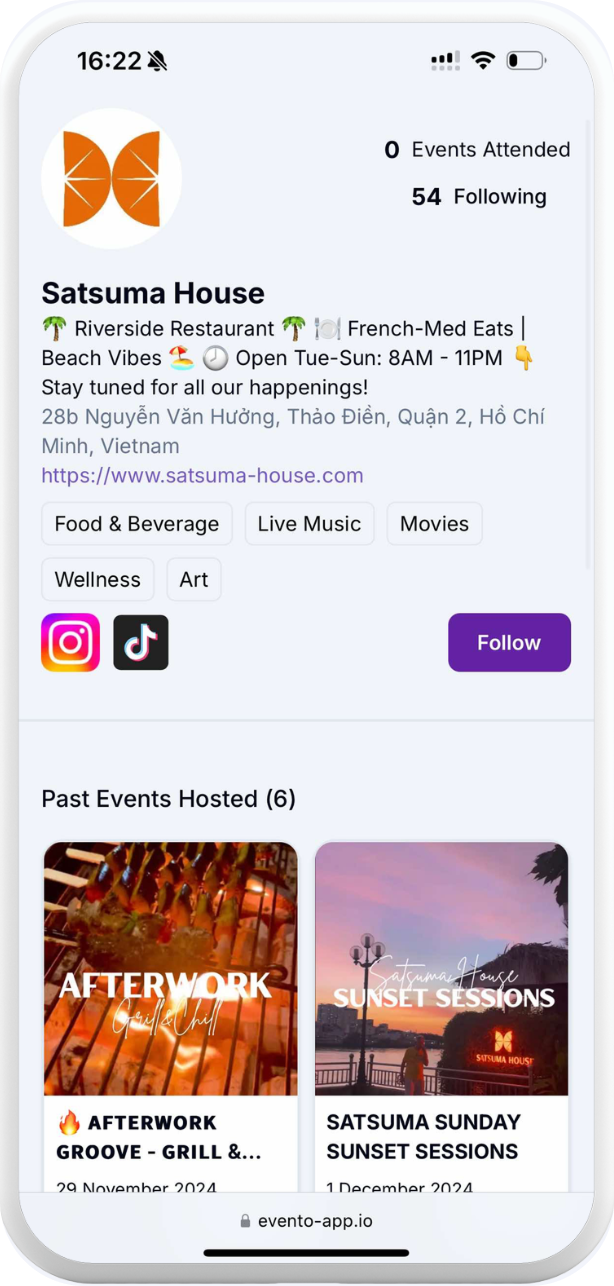 16:22
0 Events Attended
54 Following
Satsuma House
🌴 Riverside Restaurant 🌴 🍽️ French-Med Eats |
Beach Vibes 🏖️ 🕗 Open Tue-Sun: 8AM - 11PM 👇
Stay tuned for all our happenings!
28b Nguyễn Văn Hưởng, Thảo Điền, Quận 2, Hồ Chí
Minh, Vietnam
https://www.satsuma-house.com
Food & Beverage
Live Music
Movies
Wellness
Art
Follow
Past Events Hosted (6)
AFTERWORK
Grill & Chill
Satsuma House
SUNSET SESSIONS
SATSUMA HOUSE
🔥 AFTERWORK
GROOVE - GRILL &...
29 November 2024
SATSUMA SUNDAY
SUNSET SESSIONS
1 December 2024
evento-app.io